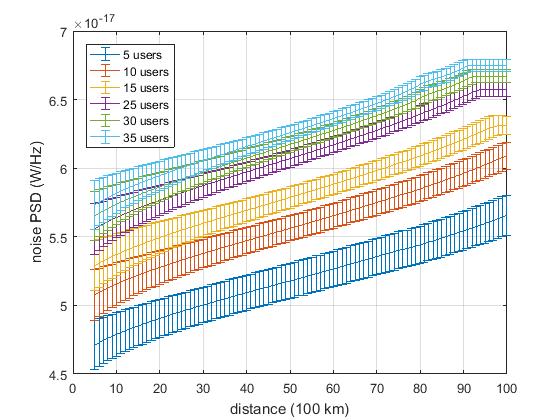 ×10⁻¹⁷
7
6.5
6
5.5
5
4.5
noise PSD (W/Hz)
5 users
10 users
15 users
25 users
30 users
35 users
0 10 20 30 40 50 60 70 80 90 100
distance (100 km)